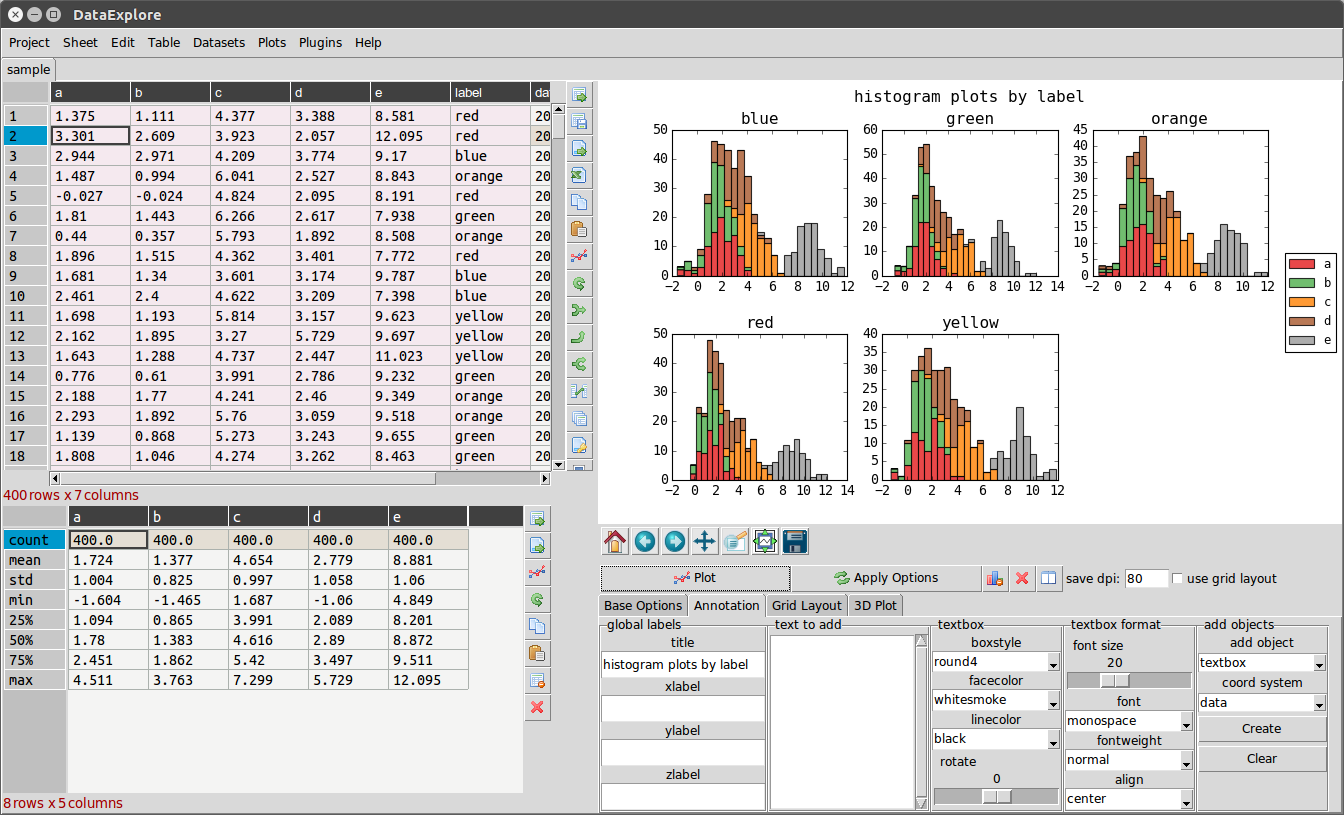 DataExplore
Project Sheet Edit Table Datasets Plots Plugins Help
sample
a b c d e label dat
1 1.375 1.111 4.377 3.388 8.581 red 20
2 3.301 2.609 3.923 2.057 12.095 red 20
3 2.944 2.971 4.209 3.774 9.17 blue 20
4 1.487 0.994 6.041 2.527 8.843 orange 20
5 -0.027 -0.024 4.824 2.095 8.191 red 20
6 1.81 1.443 6.266 2.617 7.938 green 20
7 0.44 0.357 5.793 1.892 8.508 orange 20
8 1.896 1.515 4.362 3.401 7.772 red 20
9 1.681 1.34 3.601 3.174 9.787 blue 20
10 2.461 2.4 4.622 3.209 7.398 blue 20
11 1.698 1.193 5.814 3.157 9.623 yellow 20
12 2.162 1.895 3.27 5.729 9.697 yellow 20
13 1.643 1.288 4.737 2.447 11.023 yellow 20
14 0.776 0.61 3.991 2.786 9.232 green 20
15 2.188 1.77 4.241 2.46 9.349 orange 20
16 2.293 1.892 5.76 3.059 9.518 orange 20
17 1.139 0.868 5.273 3.243 9.655 green 20
18 1.808 1.046 4.274 3.262 8.463 green 20
400 rows x 7 columns
a b c d e
count 400.0 400.0 400.0 400.0 400.0
mean 1.724 1.377 4.654 2.779 8.881
std 1.004 0.825 0.997 1.058 1.06
min -1.604 -1.465 1.687 -1.06 4.849
25% 1.094 0.865 3.991 2.089 8.201
50% 1.78 1.383 4.616 2.89 8.872
75% 2.451 1.862 5.42 3.497 9.511
max 4.511 3.763 7.299 5.729 12.095
8 rows x 5 columns
histogram plots by label
blue
50
40
30
20
10
0
−2 0 2 4 6 8 10 12
green
60
50
40
30
20
10
0
−2 0 2 4 6 8 10 12 14
orange
45
40
35
30
25
20
15
10
5
0
−2 0 2 4 6 8 10 12
red
50
40
30
20
10
0
−2 0 2 4 6 8 10 12 14
yellow
40
35
30
25
20
15
10
5
0
−2 0 2 4 6 8 10 12
a
b
c
d
e
Plot Apply Options save dpi: 80 use grid layout
Base Options Annotation Grid Layout 3D Plot
global labels
title
histogram plots by label
xlabel
ylabel
zlabel
text to add
textbox
boxstyle
round4
facecolor
whitesmoke
linecolor
black
rotate
0
textbox format
font size
20
font
monospace
fontweight
normal
align
center
add objects
add object
textbox
coord system
data
Create
Clear